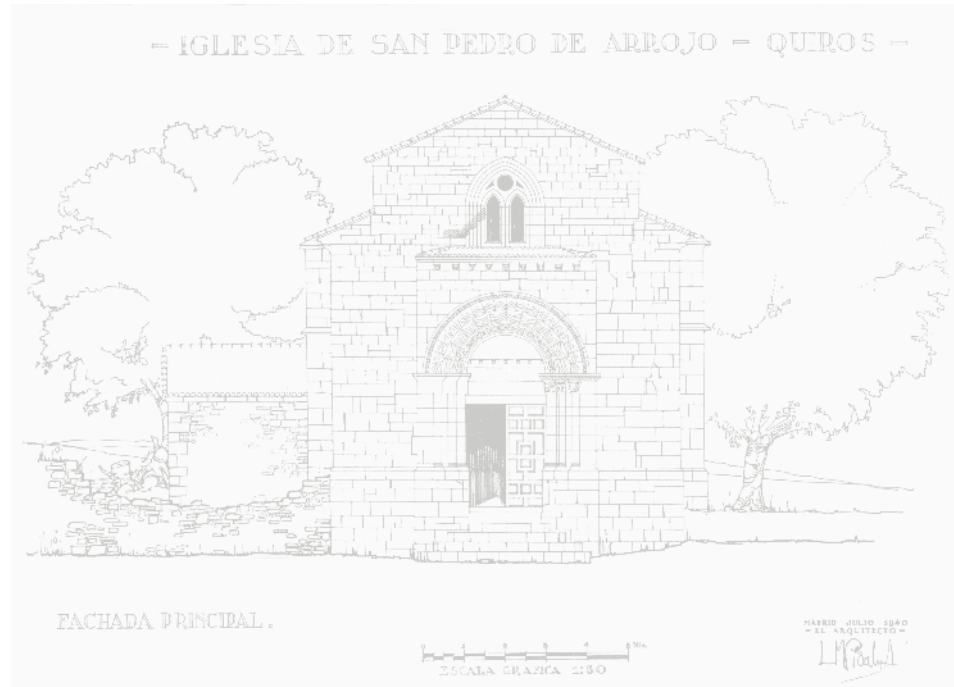 - IGLESIA DE SAN PEDRO DE ARROJO - QUIROS -
FACHADA PRINCIPAL.
ESCALA GRAFICA 1:50
MADRID JULIO 1940
- EL ARQUITECTO -